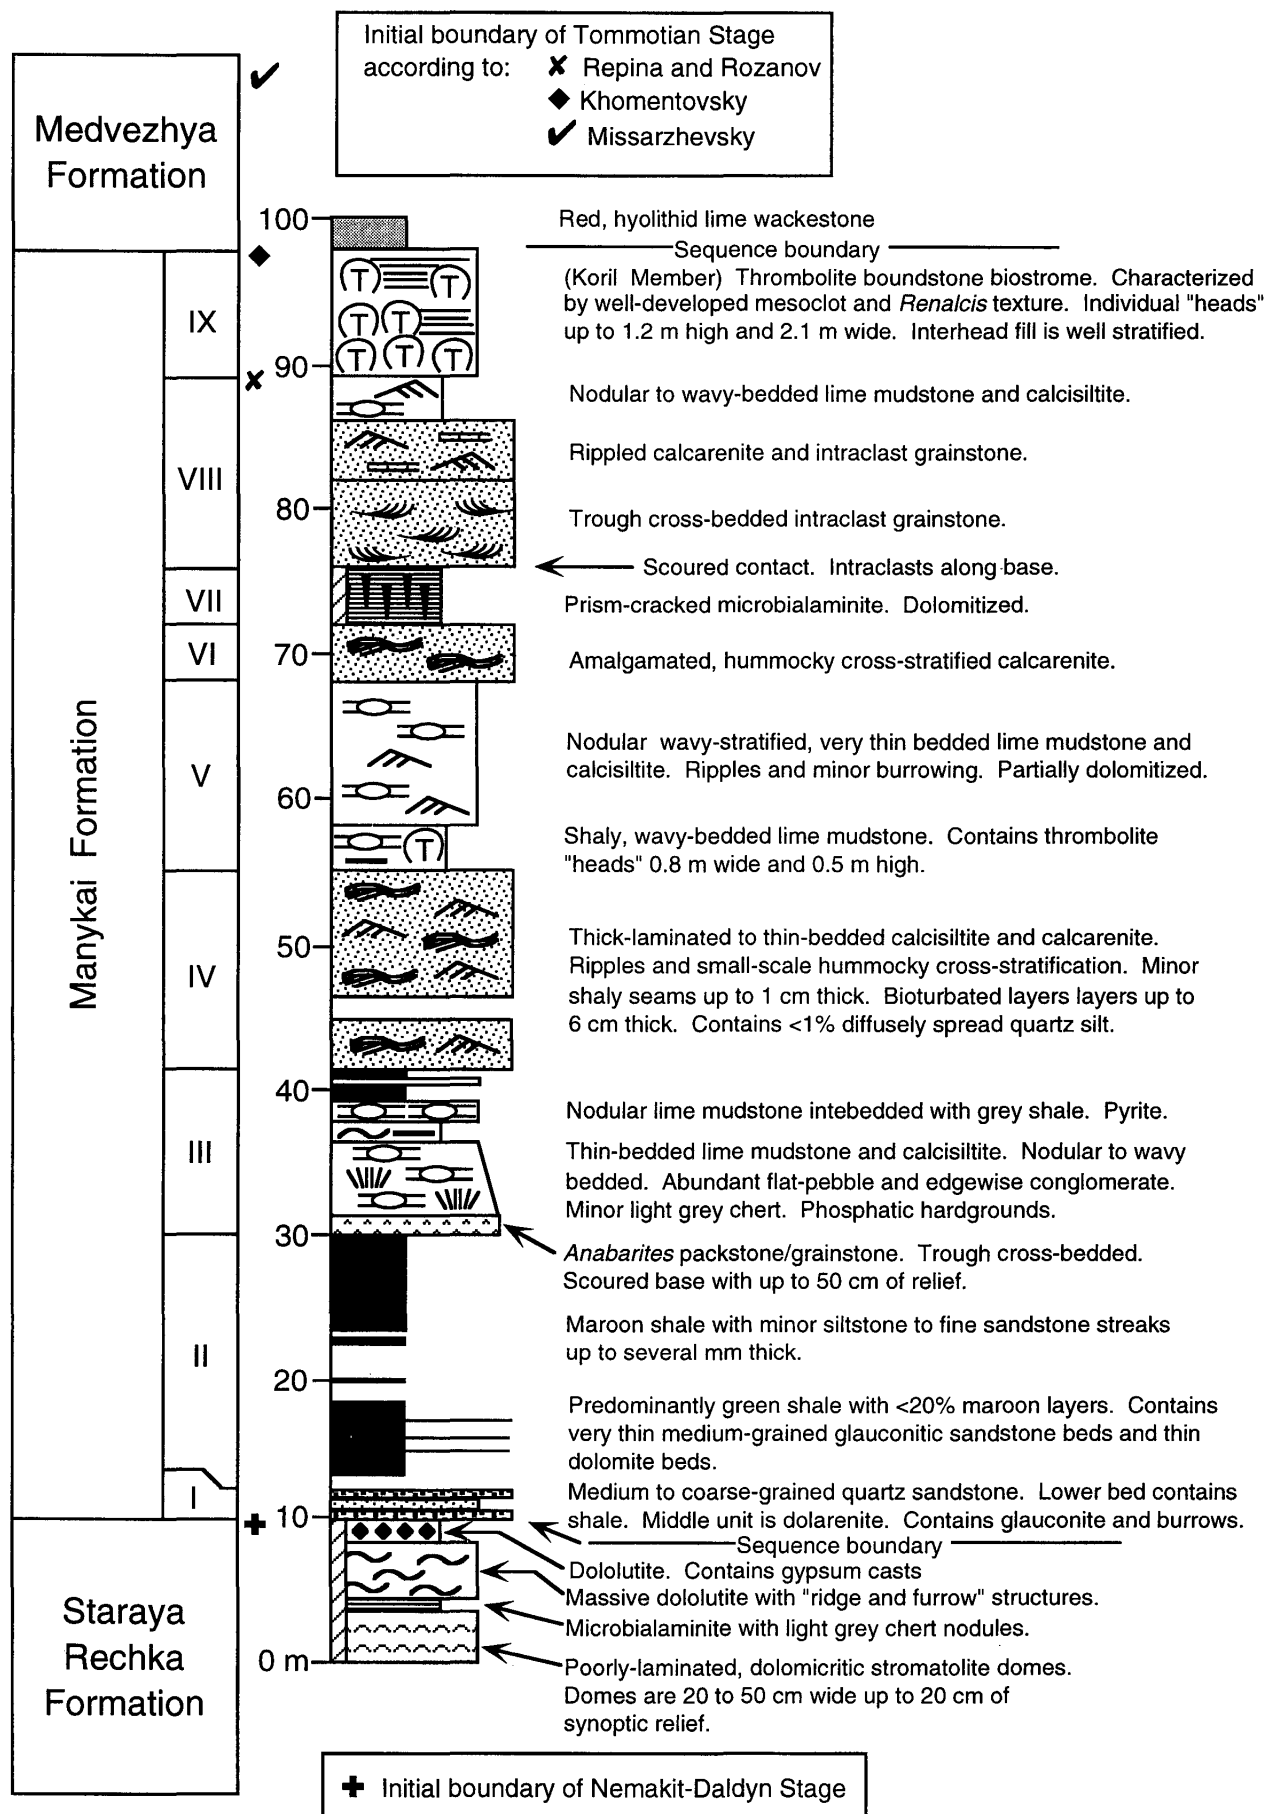 Initial boundary of Tommotian Stage
according to: ✘ Repina and Rozanov
◆ Khomentovsky
✔ Missarzhevsky
Medvezhya
Formation
Manykai Formation
Staraya
Rechka
Formation
IX
VIII
VII
VI
V
IV
III
II
I
100
90
80
70
60
50
40
30
20
10
0 m
T T
T T
T T T
T
Red, hyolithid lime wackestone
Sequence boundary
(Koril Member) Thrombolite boundstone biostrome. Characterized
by well-developed mesoclot and Renalcis texture. Individual "heads"
up to 1.2 m high and 2.1 m wide. Interhead fill is well stratified.
Nodular to wavy-bedded lime mudstone and calcisiltite.
Rippled calcarenite and intraclast grainstone.
Trough cross-bedded intraclast grainstone.
Scoured contact. Intraclasts along base.
Prism-cracked microbialaminite. Dolomitized.
Amalgamated, hummocky cross-stratified calcarenite.
Nodular wavy-stratified, very thin bedded lime mudstone and
calcisiltite. Ripples and minor burrowing. Partially dolomitized.
Shaly, wavy-bedded lime mudstone. Contains thrombolite
"heads" 0.8 m wide and 0.5 m high.
Thick-laminated to thin-bedded calcisiltite and calcarenite.
Ripples and small-scale hummocky cross-stratification. Minor
shaly seams up to 1 cm thick. Bioturbated layers layers up to
6 cm thick. Contains <1% diffusely spread quartz silt.
Nodular lime mudstone intebedded with grey shale. Pyrite.
Thin-bedded lime mudstone and calcisiltite. Nodular to wavy
bedded. Abundant flat-pebble and edgewise conglomerate.
Minor light grey chert. Phosphatic hardgrounds.
Anabarites packstone/grainstone. Trough cross-bedded.
Scoured base with up to 50 cm of relief.
Maroon shale with minor siltstone to fine sandstone streaks
up to several mm thick.
Predominantly green shale with <20% maroon layers. Contains
very thin medium-grained glauconitic sandstone beds and thin
dolomite beds.
Medium to coarse-grained quartz sandstone. Lower bed contains
shale. Middle unit is dolarenite. Contains glauconite and burrows.
Sequence boundary
Dololutite. Contains gypsum casts
Massive dololutite with "ridge and furrow" structures.
Microbialaminite with light grey chert nodules.
Poorly-laminated, dolomicritic stromatolite domes.
Domes are 20 to 50 cm wide up to 20 cm of
synoptic relief.
✚ Initial boundary of Nemakit-Daldyn Stage